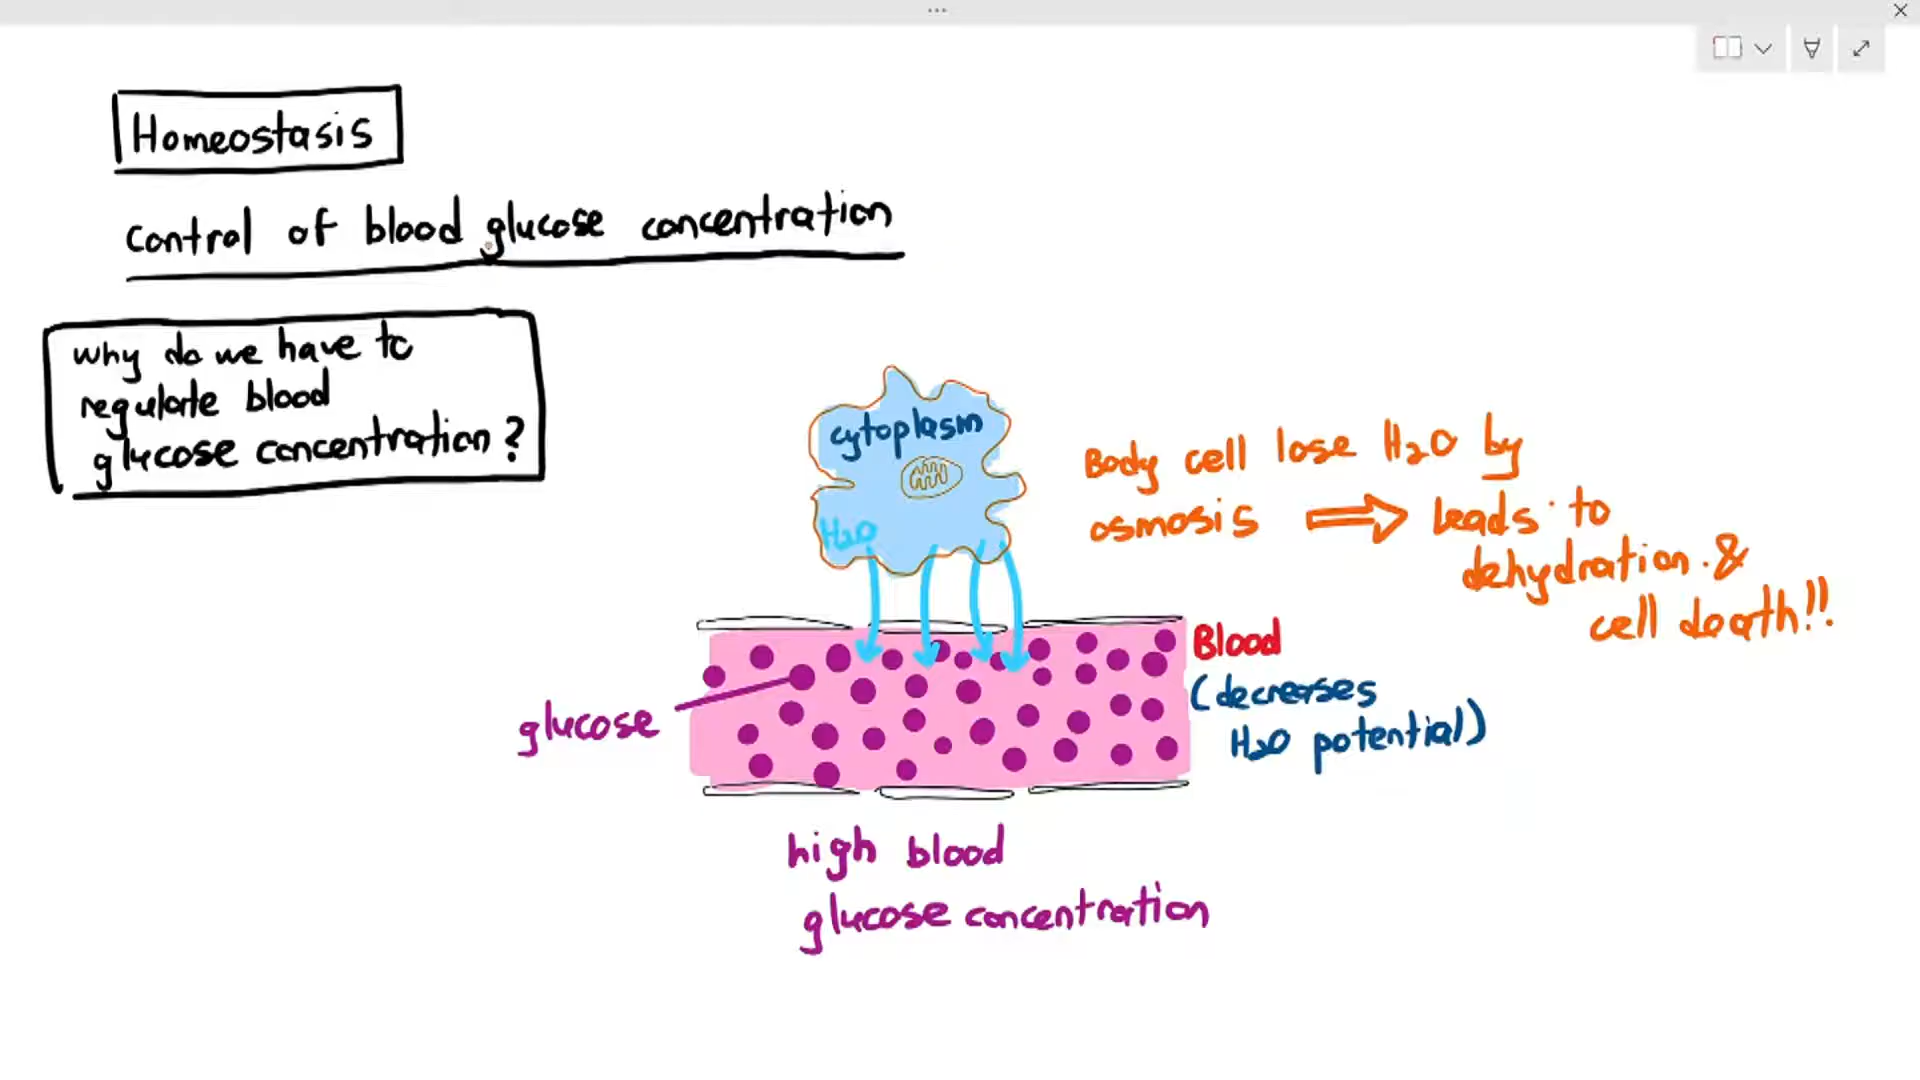 Homeostasis
control of blood glucose concentration
why do we have to
regulate blood
glucose concentration?
cytoplasm
H₂O
Body cell lose H₂O by
osmosis ⇒ leads to
dehydration &
cell death!!
Blood
(decreases
H₂O potential)
glucose
high blood
glucose concentration